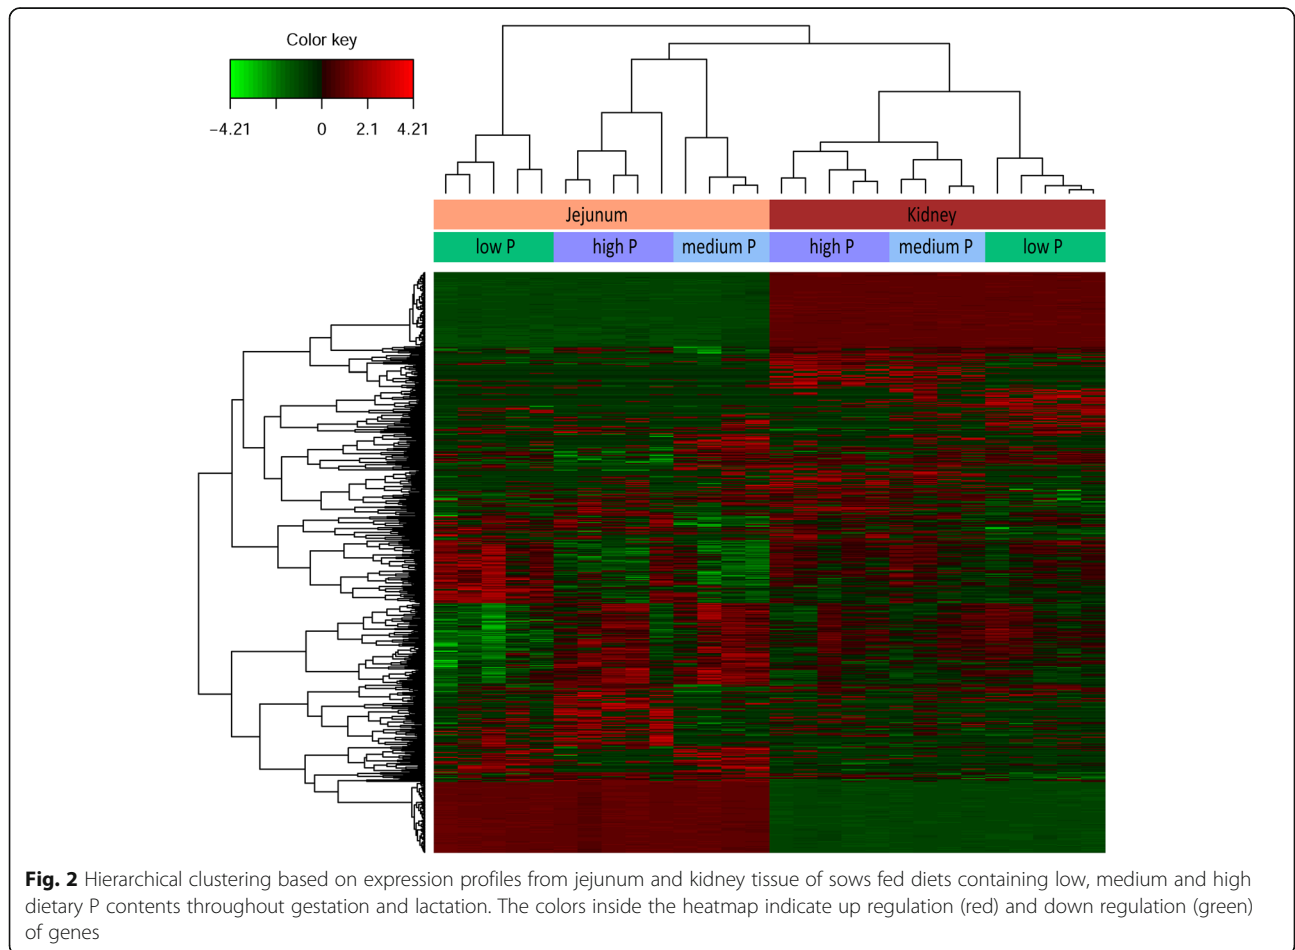 Color key
−4.21 0 2.1 4.21
Jejunum Kidney
low P high P medium P high P medium P low P
Fig. 2 Hierarchical clustering based on expression profiles from jejunum and kidney tissue of sows fed diets containing low, medium and high
dietary P contents throughout gestation and lactation. The colors inside the heatmap indicate up regulation (red) and down regulation (green)
of genes